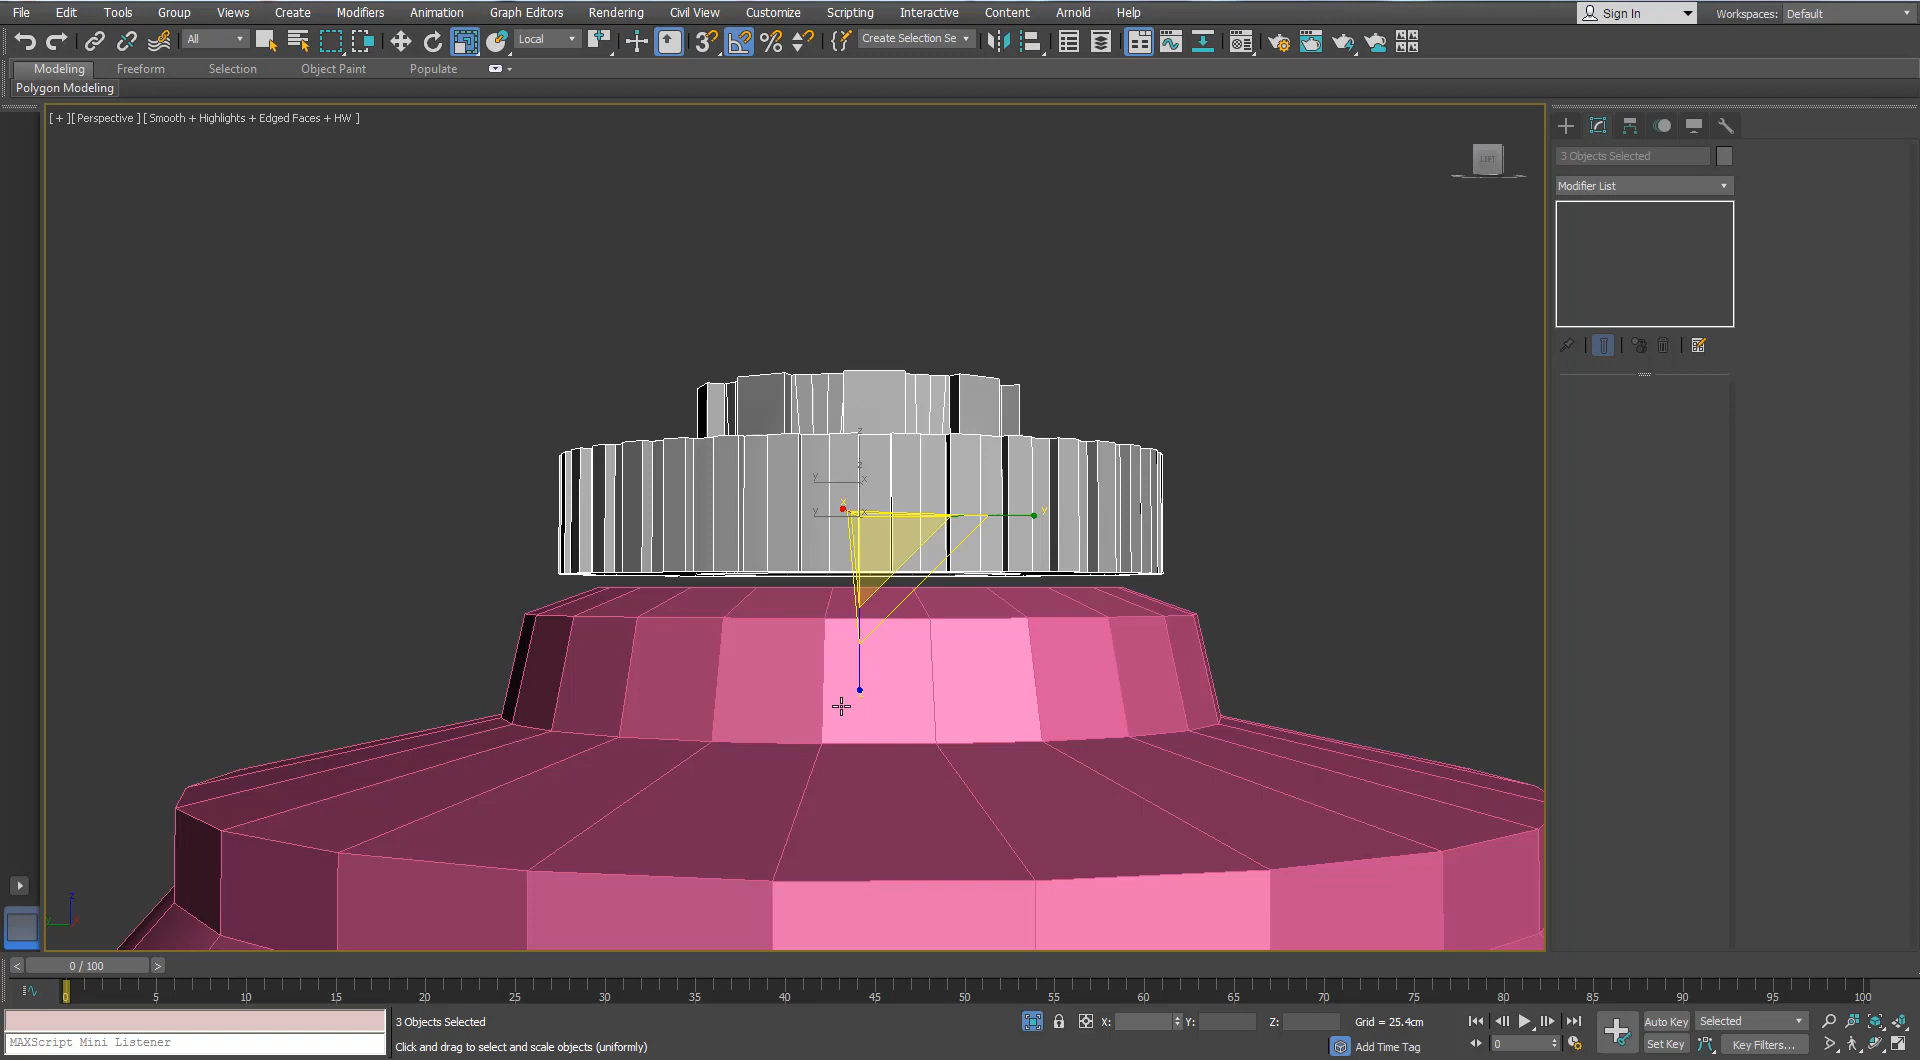 File Edit Tools Group Views Create Modifiers Animation Graph Editors Rendering Civil View Customize Scripting Interactive Content Arnold Help Sign In Workspaces: Default
All Local Create Selection Se
Modeling Freeform Selection Object Paint Populate
Polygon Modeling
[ + ][ Perspective ] [ Smooth + Highlights + Edged Faces + HW ]
LEFT
3 Objects Selected
Modifier List
z
z
y x
x
y x y
z
y x
< 0 / 100 >
0 5 10 15 20 25 30 35 40 45 50 55 60 65 70 75 80 85 90 95 100
3 Objects Selected X: Y: Z: Grid = 25.4cm Auto Key Selected
MAXScript Mini Listener
Click and drag to select and scale objects (uniformly) Add Time Tag 0 Set Key Key Filters...